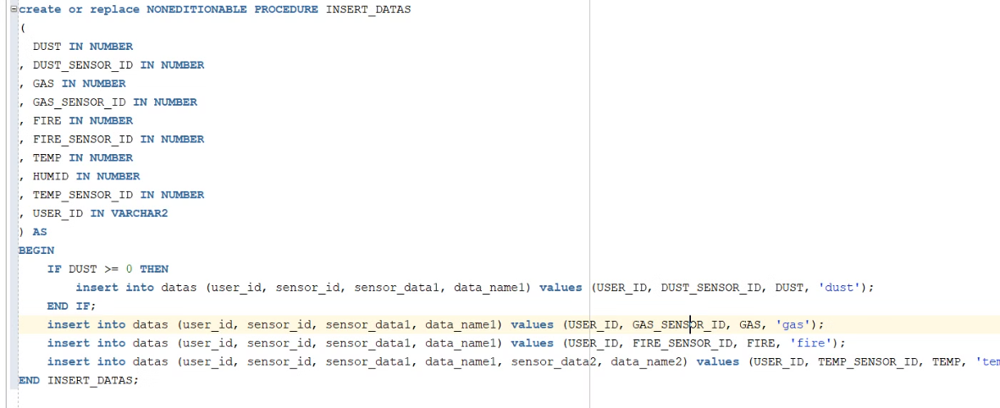 create or replace NONEDITIONABLE PROCEDURE INSERT_DATAS
(
  DUST IN NUMBER
, DUST_SENSOR_ID IN NUMBER
, GAS IN NUMBER
, GAS_SENSOR_ID IN NUMBER
, FIRE IN NUMBER
, FIRE_SENSOR_ID IN NUMBER
, TEMP IN NUMBER
, HUMID IN NUMBER
, TEMP_SENSOR_ID IN NUMBER
, USER_ID IN VARCHAR2
) AS
BEGIN
    IF DUST >= 0 THEN
        insert into datas (user_id, sensor_id, sensor_data1, data_name1) values (USER_ID, DUST_SENSOR_ID, DUST, 'dust');
    END IF;
    insert into datas (user_id, sensor_id, sensor_data1, data_name1) values (USER_ID, GAS_SENSOR_ID, GAS, 'gas');
    insert into datas (user_id, sensor_id, sensor_data1, data_name1) values (USER_ID, FIRE_SENSOR_ID, FIRE, 'fire');
    insert into datas (user_id, sensor_id, sensor_data1, data_name1, sensor_data2, data_name2) values (USER_ID, TEMP_SENSOR_ID, TEMP,
END INSERT_DATAS;